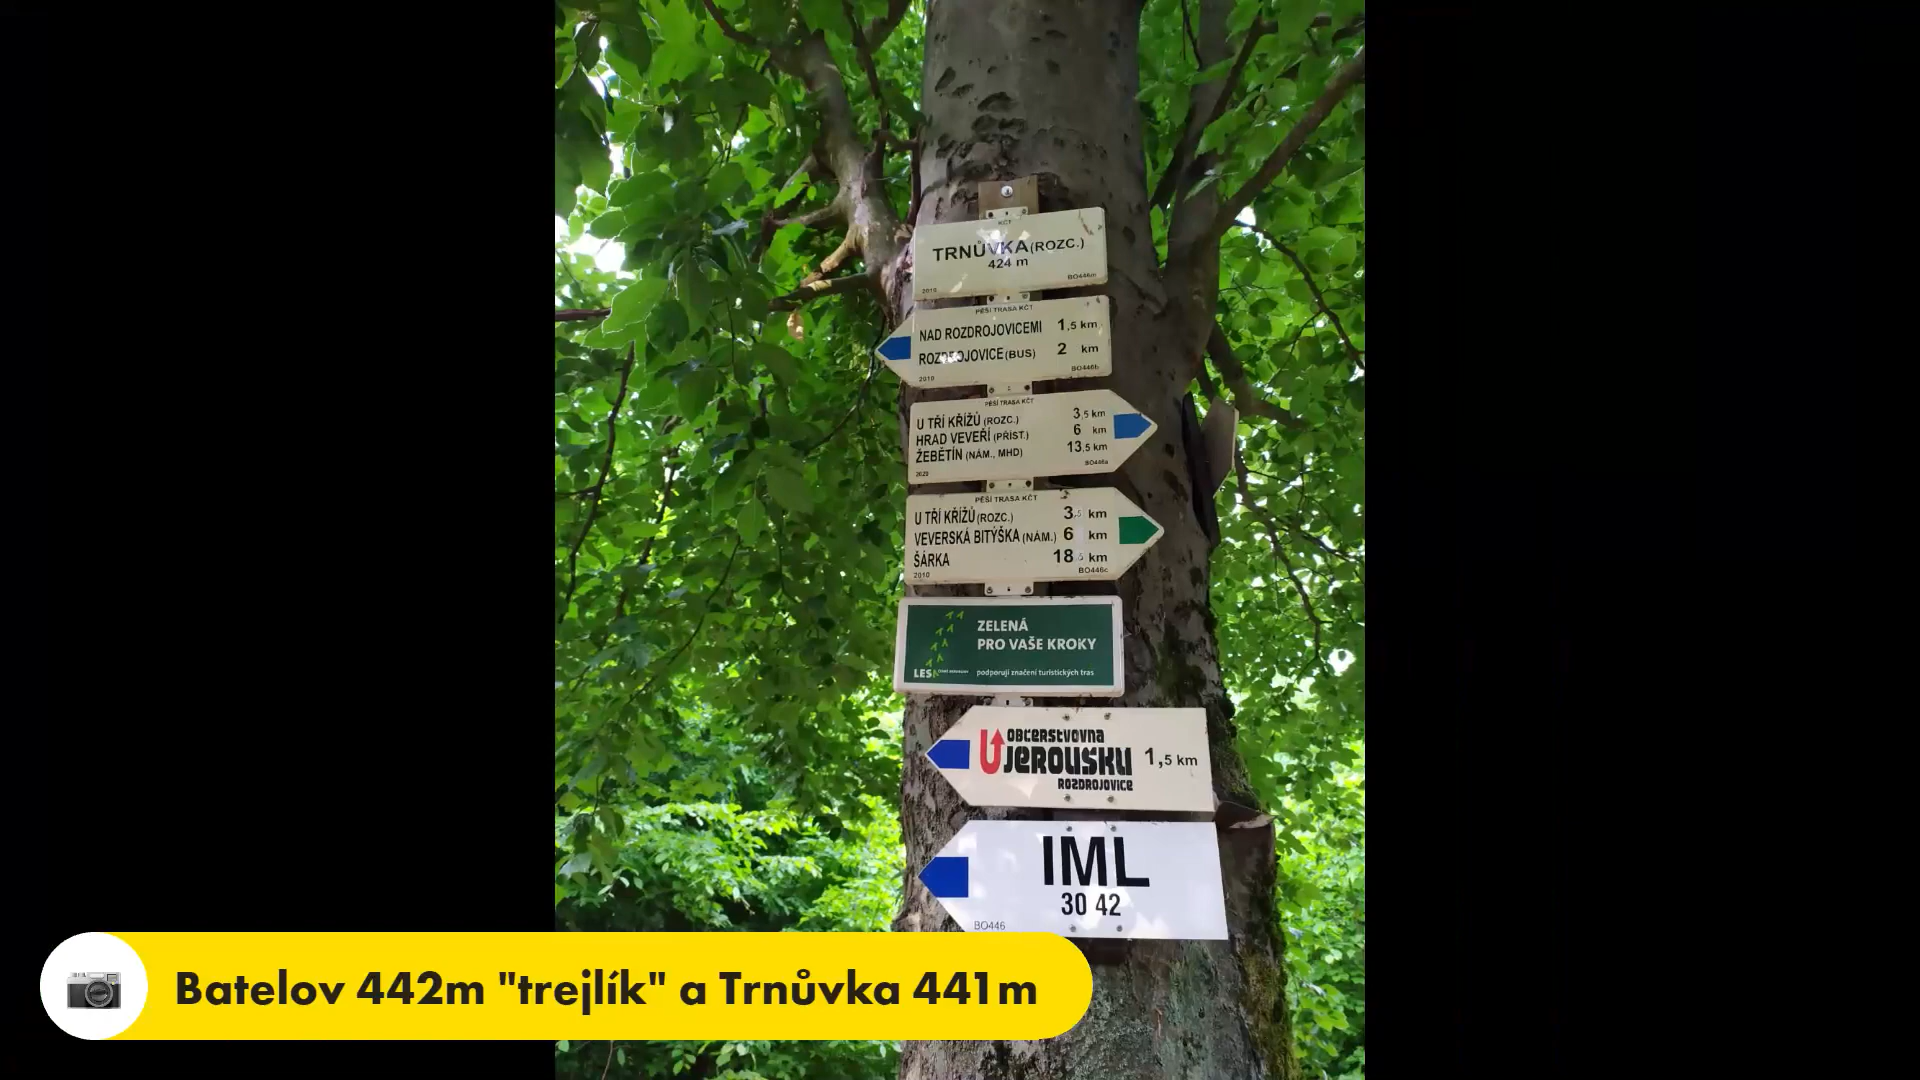 KČT
TRNŮVKA (ROZC.)
424 m
2010 BO446m
PĚŠÍ TRASA KČT
NAD ROZDROJOVICEMI 1,5 km
ROZDROJOVICE (BUS) 2 km
2010 BO446b
PĚŠÍ TRASA KČT
U TŘÍ KŘÍŽŮ (ROZC.) 3,5 km
HRAD VEVEŘÍ (PŘÍST.) 6 km
ŽEBĚTÍN (NÁM., MHD) 13,5 km
2020 BO446a
PĚŠÍ TRASA KČT
U TŘÍ KŘÍŽŮ (ROZC.) 3,5 km
VEVERSKÁ BITÝŠKA (NÁM.) 6 km
ŠÁRKA 18,5 km
2010 BO446c
ZELENÁ
PRO VAŠE KROKY
LESY podporují značení turistických tras
OBČERSTVOVNA
U JEROUSKU 1,5 km
ROZDROJOVICE
IML
30 42
BO446
Batelov 442m "trejlík" a Trnůvka 441m